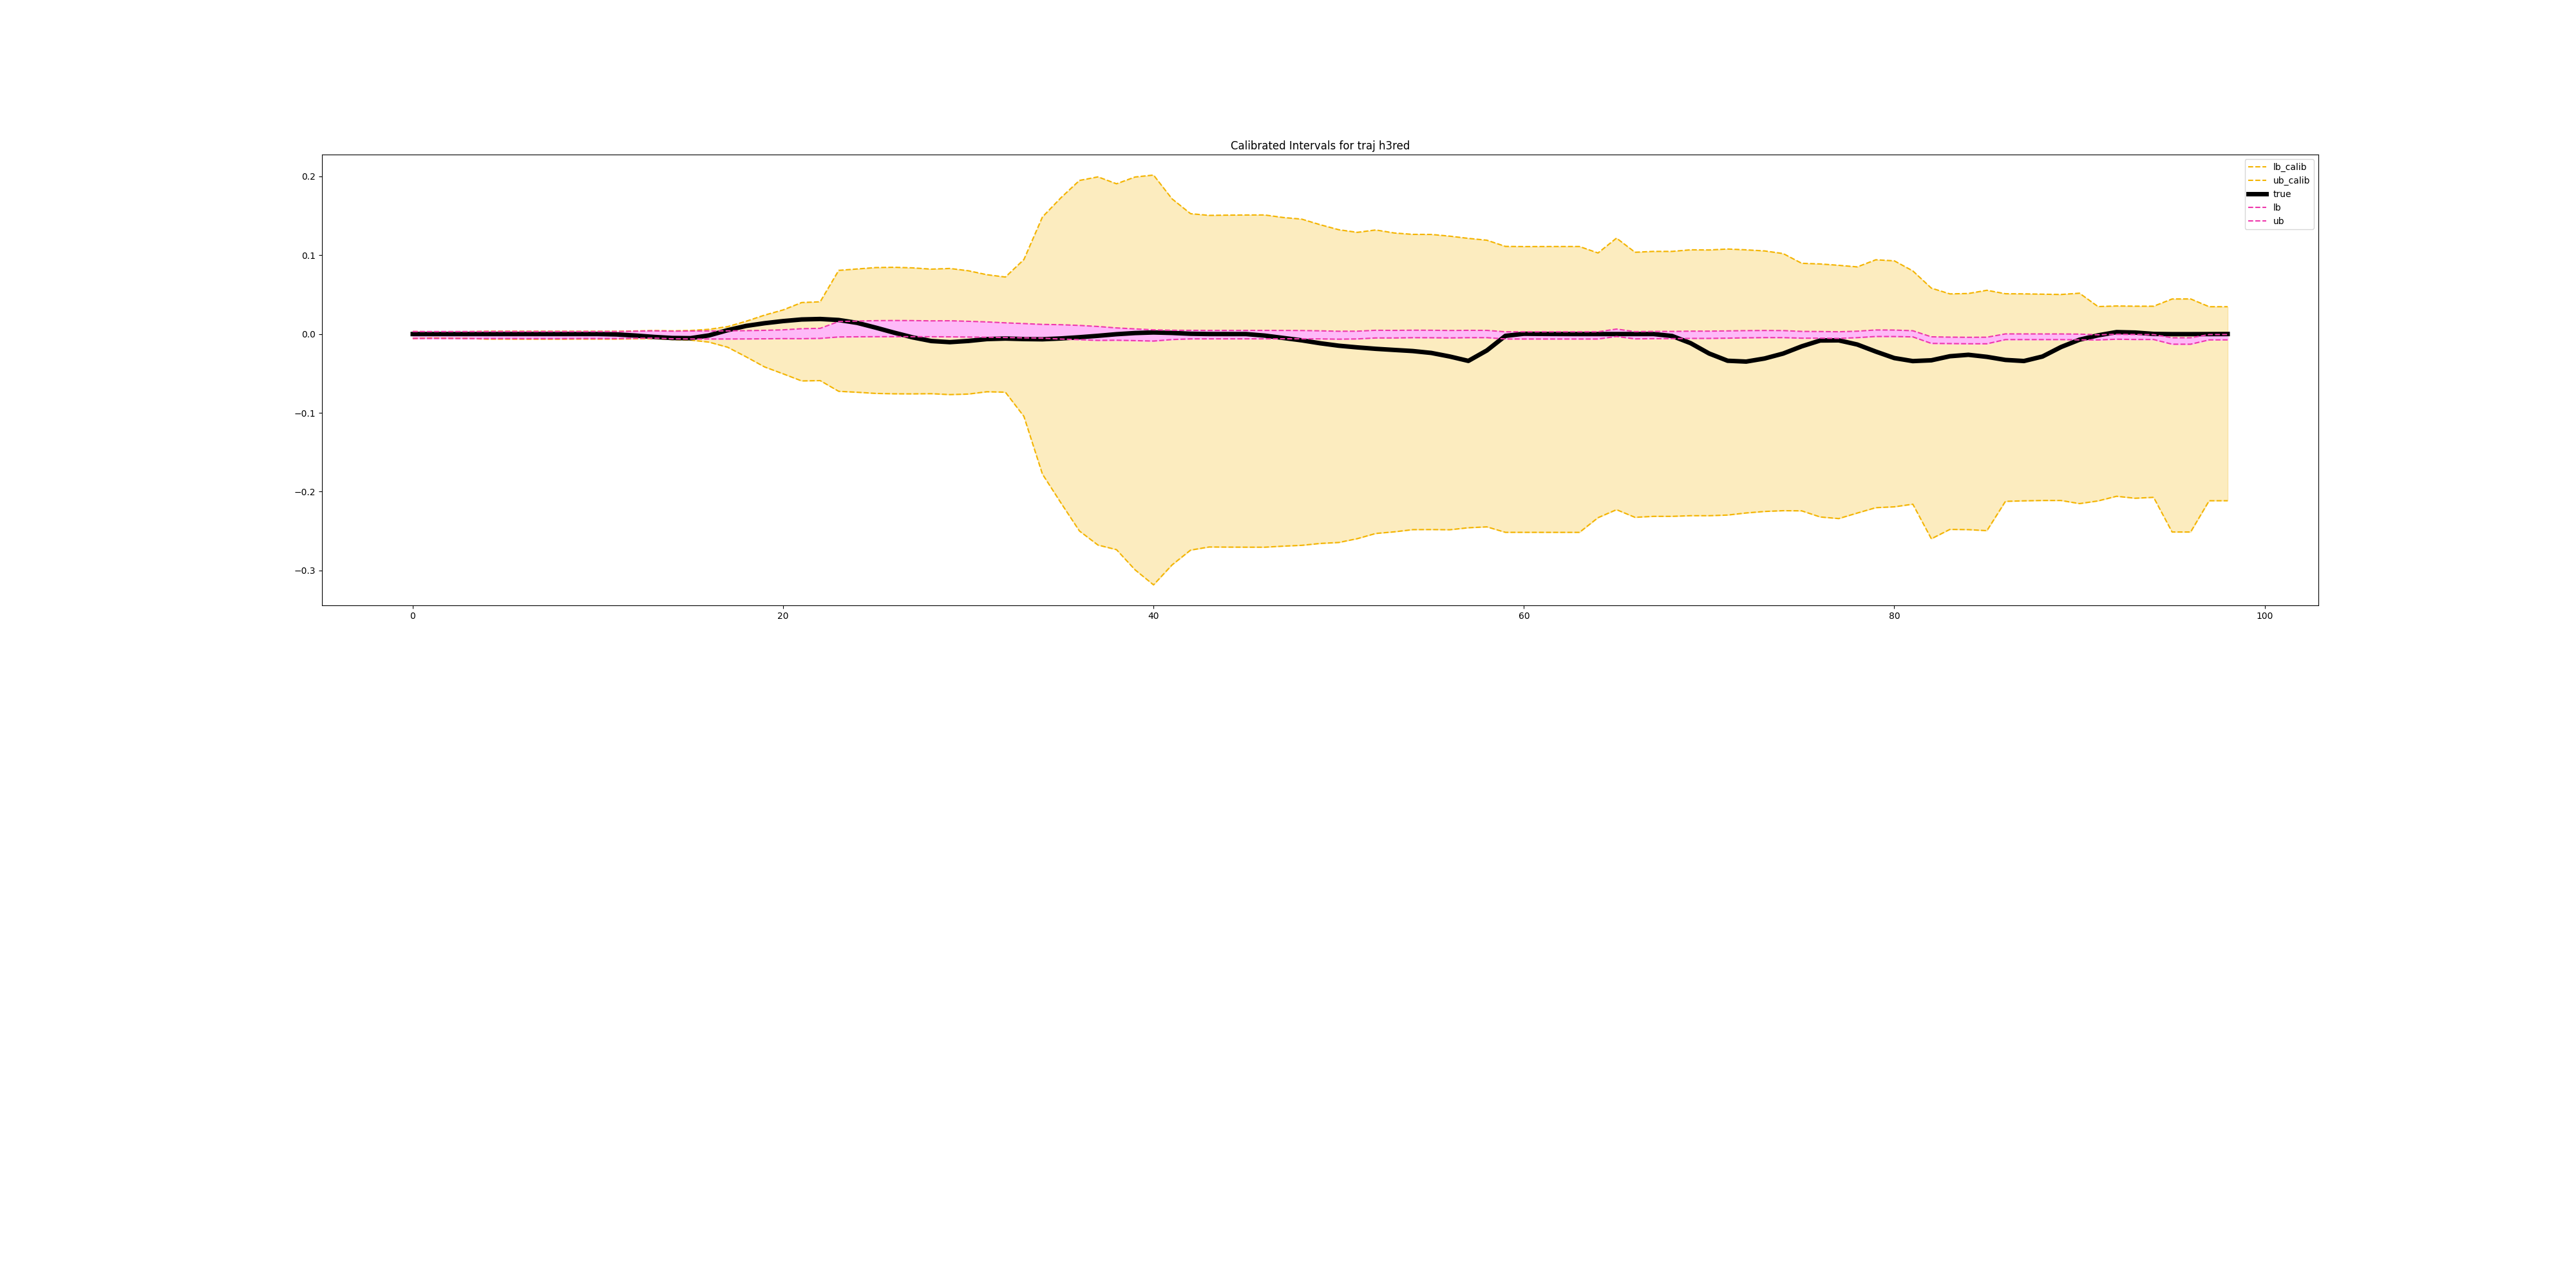 Calibrated Intervals for traj h3red
lb_calib
ub_calib
true
lb
ub
0.2
0.1
0.0
−0.1
−0.2
−0.3
0 20 40 60 80 100